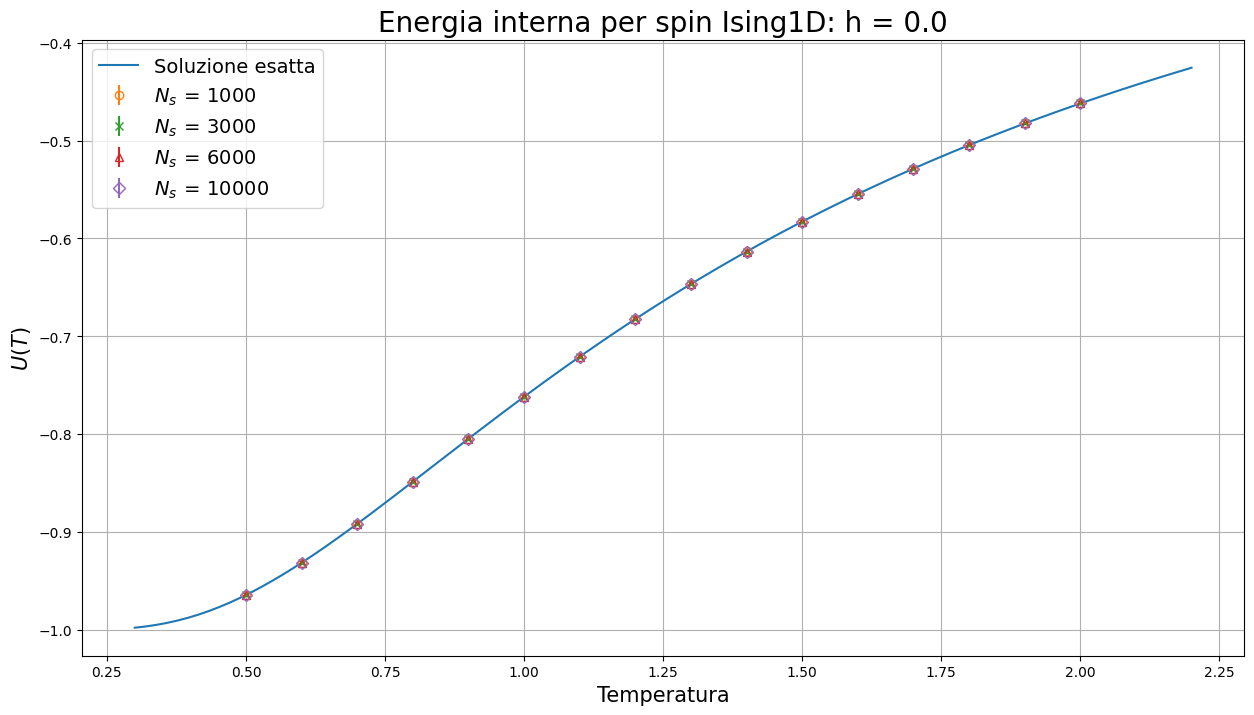 Energia interna per spin Ising1D: h = 0.0
Soluzione esatta
N_s = 1000
N_s = 3000
N_s = 6000
N_s = 10000
U(T)
−0.4
−0.5
−0.6
−0.7
−0.8
−0.9
−1.0
0.25 0.50 0.75 1.00 1.25 1.50 1.75 2.00 2.25
Temperatura